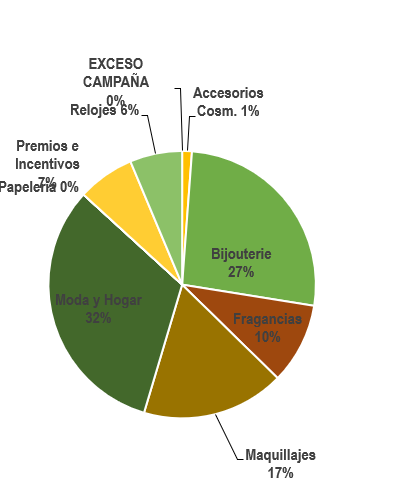 EXCESO
CAMPAÑA
0%
Accesorios
Cosm. 1%
Relojes 6%
Premios e
Incentivos
7%
Papelería 0%
Bijouterie
27%
Moda y Hogar
32%
Fragancias
10%
Maquillajes
17%